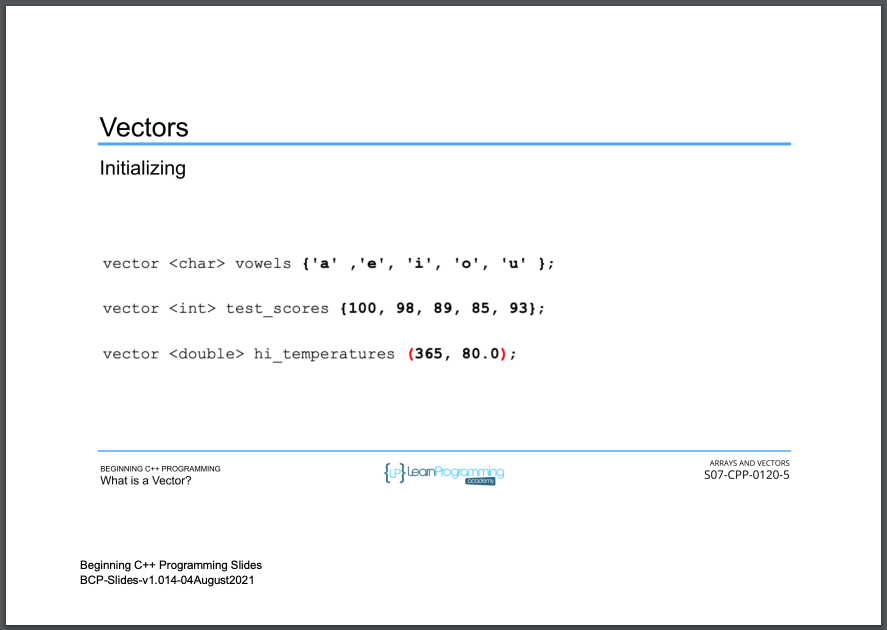 Vectors
Initializing
vector <char> vowels {'a' ,'e', 'i', 'o', 'u' };
vector <int> test_scores {100, 98, 89, 85, 93};
vector <double> hi_temperatures (365, 80.0);
BEGINNING C++ PROGRAMMING
What is a Vector?
{LP}LearnProgramming
academy
ARRAYS AND VECTORS
S07-CPP-0120-5
Beginning C++ Programming Slides
BCP-Slides-v1.014-04August2021